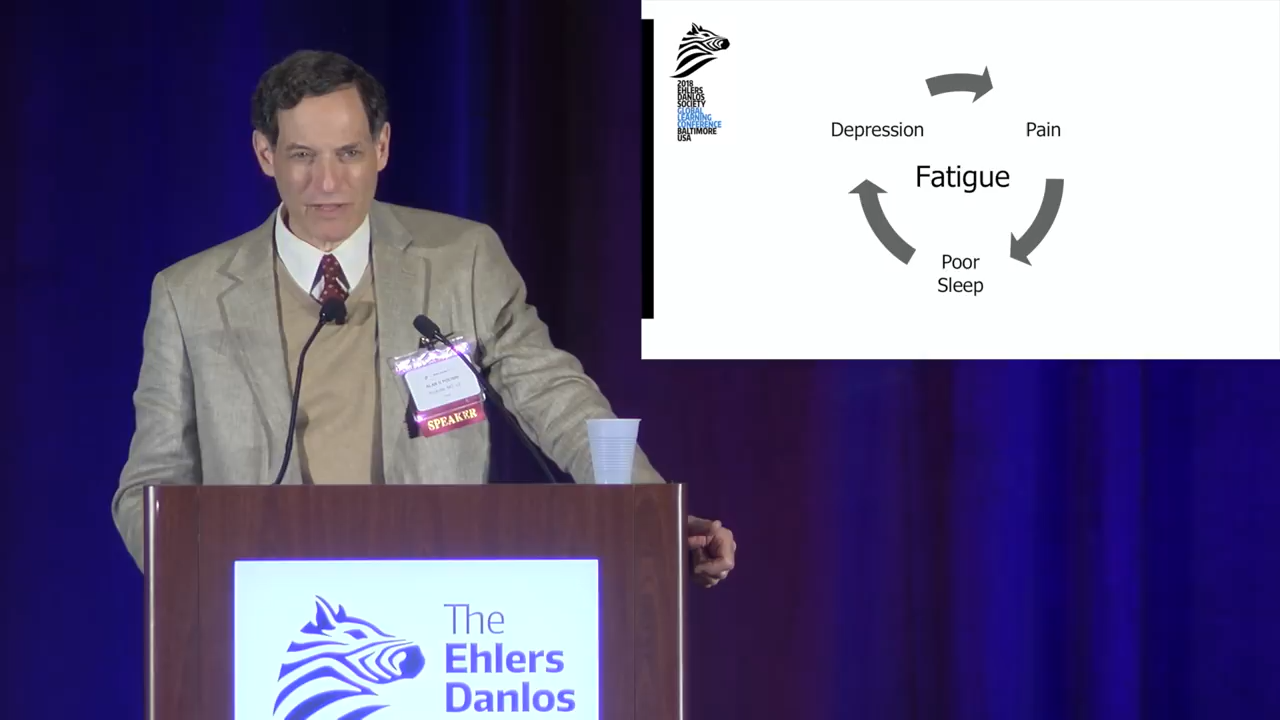 2018
EHLERS
DANLOS
SOCIETY
GLOBAL
LEARNING
CONFERENCE
BALTIMORE
USA
Depression
Pain
Fatigue
Poor
Sleep
SPEAKER
The
Ehlers
Danlos